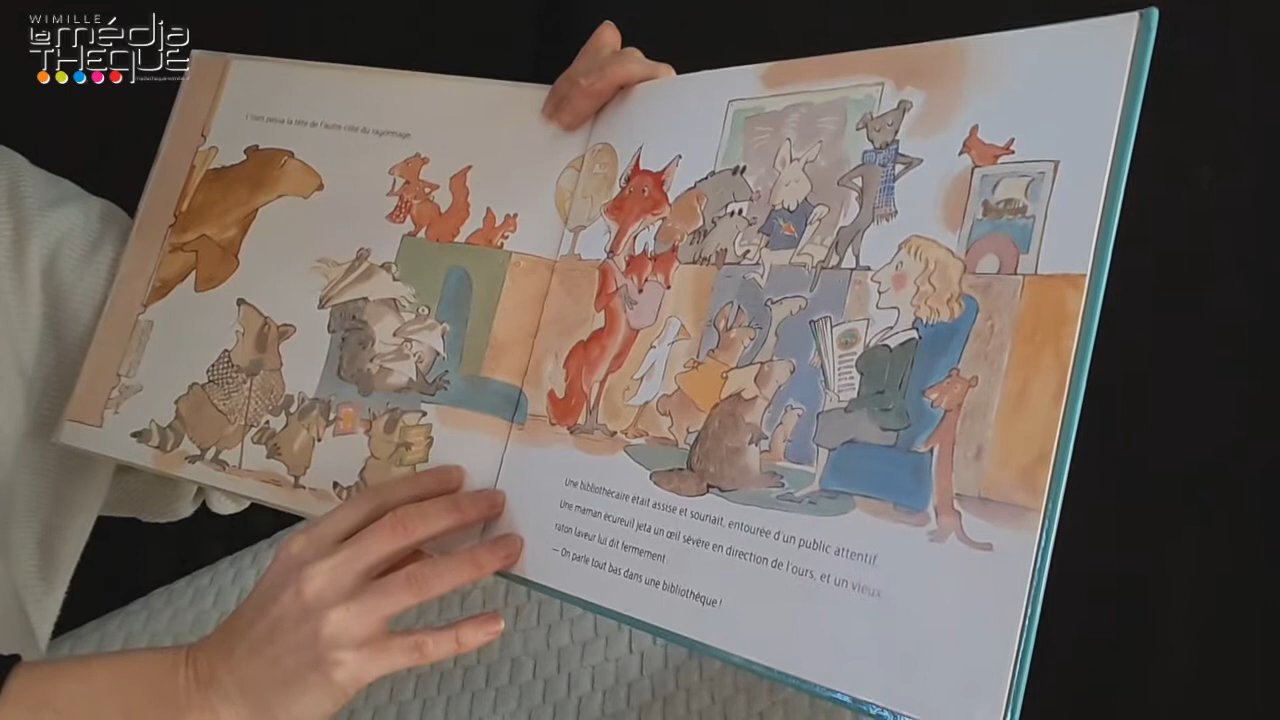 WIMILLE
la média
THEQUE
L'ours passa la tête de l'autre côté du rayonnage.
Une bibliothécaire était assise et souriait, entourée d'un public attentif.
Une maman écureuil jeta un œil sévère en direction de l'ours, et un vieux
raton laveur lui dit fermement :
— On parle tout bas dans une bibliothèque !